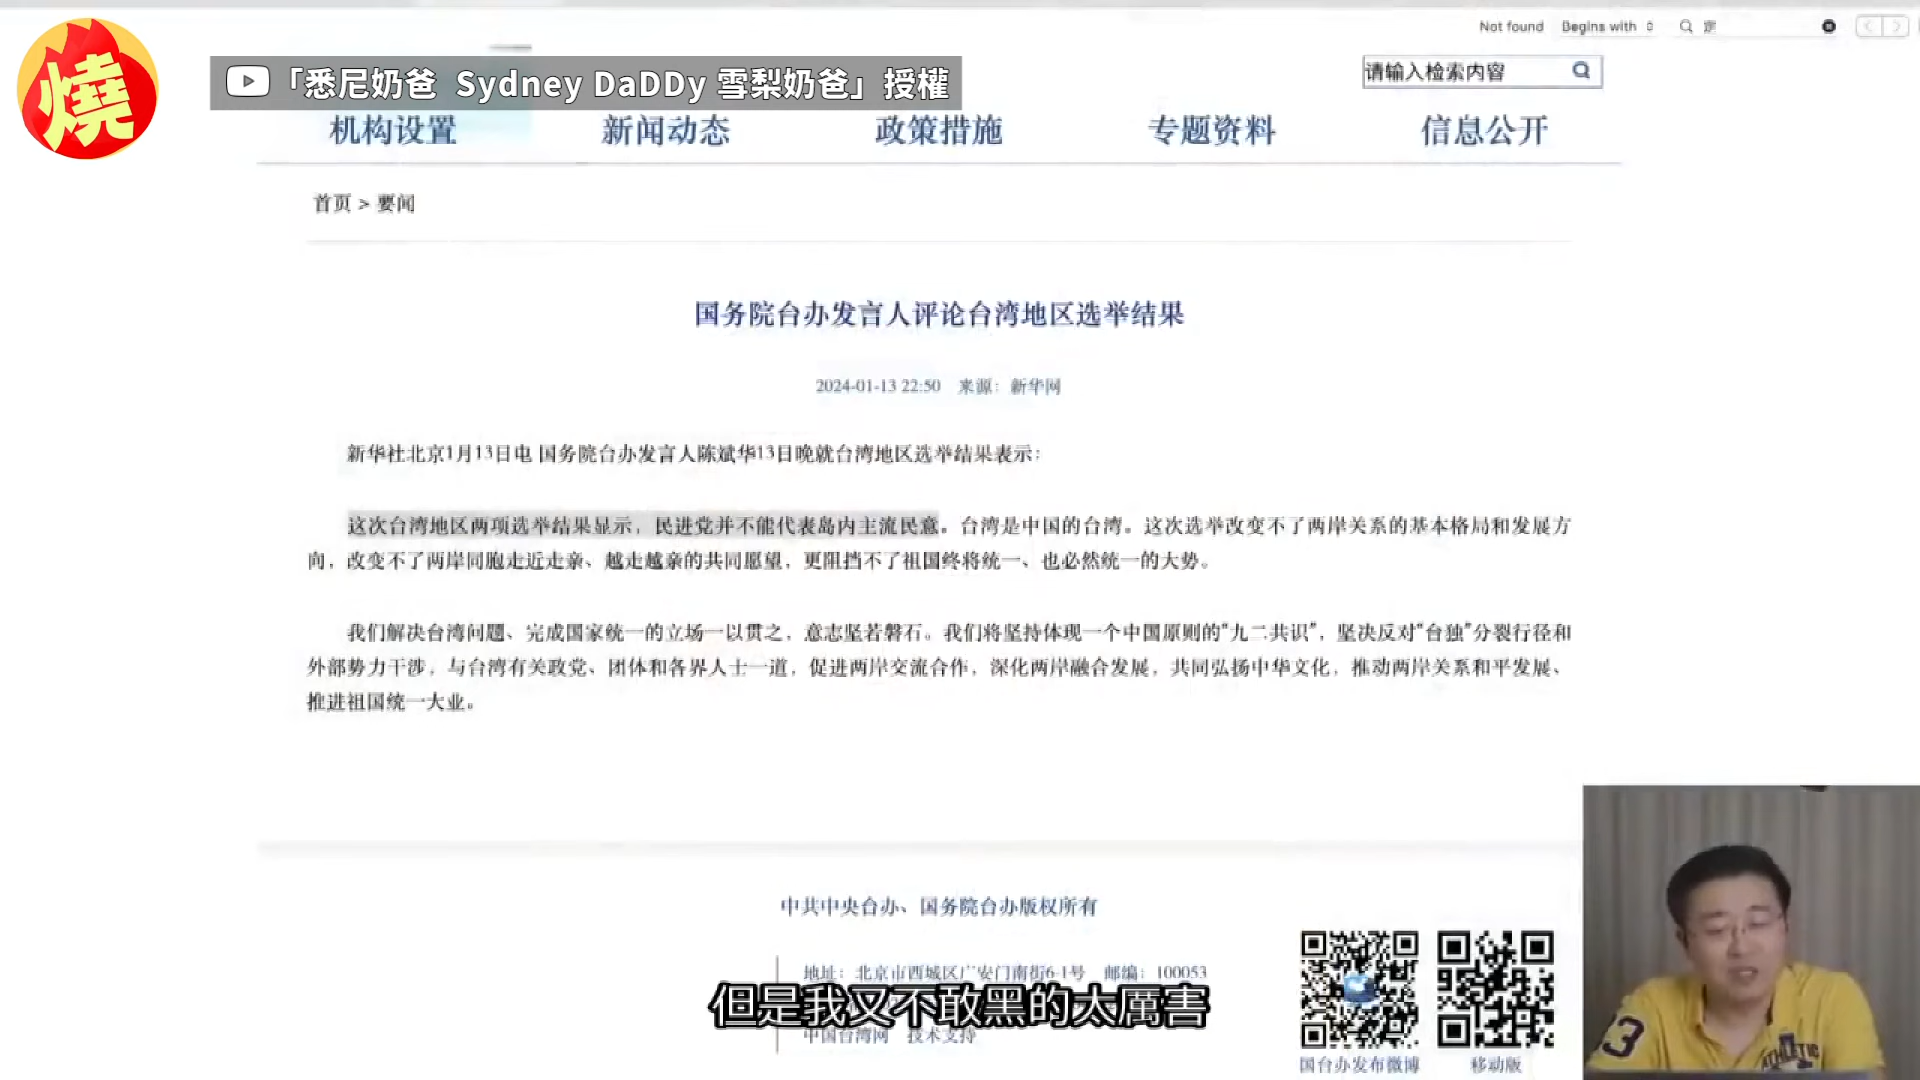 Not found Begins with 定
燒
「悉尼奶爸 Sydney DaDDy 雪梨奶爸」授權
请输入检索内容
机构设置 新闻动态 政策措施 专题资料 信息公开
首页 > 要闻
国务院台办发言人评论台湾地区选举结果
2024-01-13 22:50 来源：新华网
新华社北京1月13日电 国务院台办发言人陈斌华13日晚就台湾地区选举结果表示：
这次台湾地区两项选举结果显示，民进党并不能代表岛内主流民意。台湾是中国的台湾。这次选举改变不了两岸关系的基本格局和发展方
向，改变不了两岸同胞走近走亲、越走越亲的共同愿望，更阻挡不了祖国终将统一、也必然统一的大势。
我们解决台湾问题、完成国家统一的立场一以贯之，意志坚若磐石。我们将坚持体现一个中国原则的“九二共识”，坚决反对“台独”分裂行径和
外部势力干涉，与台湾有关政党、团体和各界人士一道，促进两岸交流合作，深化两岸融合发展，共同弘扬中华文化，推动两岸关系和平发展、
推进祖国统一大业。
中共中央台办、国务院台办版权所有
地址：北京市西城区广安门南街6-1号 邮编：100053
但是我又不敢黑的太厲害
中国台湾网 技术支持
国台办发布微博 移动版
3 ATHLETIC